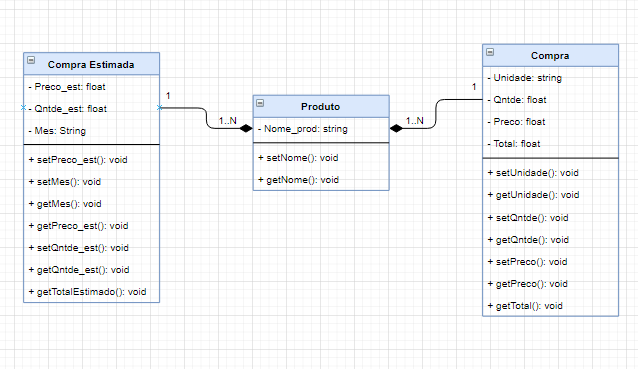 Compra Estimada
- Preco_est: float
- Qntde_est: float
- Mes: String
+ setPreco_est(): void
+ setMes(): void
+ getMes(): void
+ getPreco_est(): void
+ setQntde_est(): void
+ getQntde_est(): void
+ getTotalEstimado(): void
1
1..N
Produto
- Nome_prod: string
+ setNome(): void
+ getNome(): void
1..N
1
Compra
- Unidade: string
- Qntde: float
- Preco: float
- Total: float
+ setUnidade(): void
+ getUnidade(): void
+ setQntde(): void
+ getQntde(): void
+ setPreco(): void
+ getPreco(): void
+ getTotal(): void